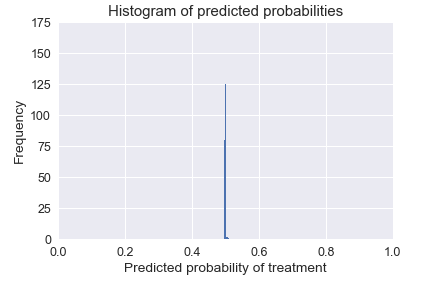 Histogram of predicted probabilities
175
150
125
100
75
50
25
0
Frequency
0.0 0.2 0.4 0.6 0.8 1.0
Predicted probability of treatment